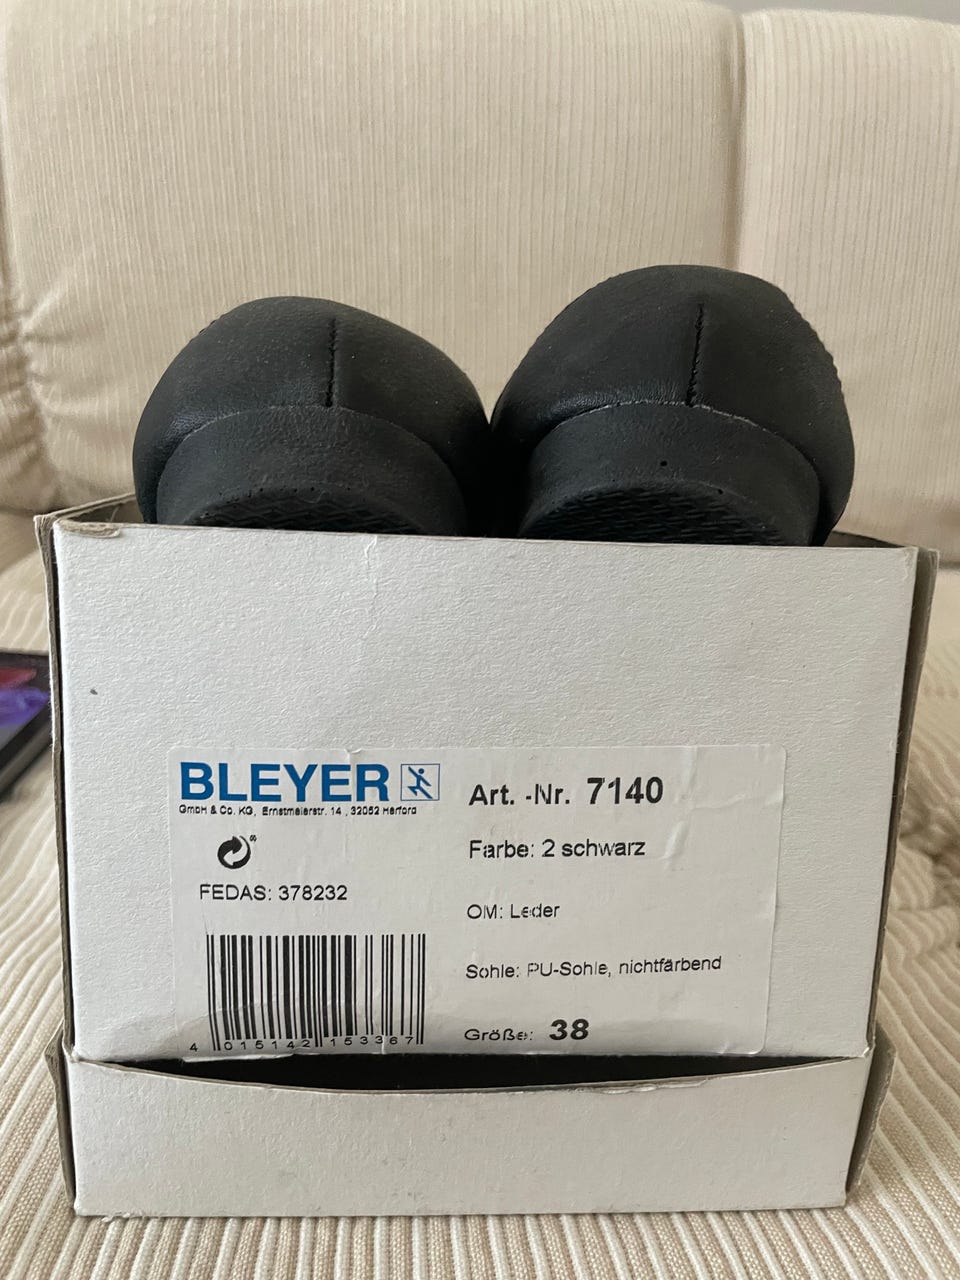 BLEYER
GmbH & Co. KG, Ernstmeierstr. 14 , 32052 Herford
FEDAS: 378232
4 015142 153367
Art. -Nr. 7140
Farbe: 2 schwarz
OM: Leder
Sohle: PU-Sohle, nichtfärbend
Größe: 38